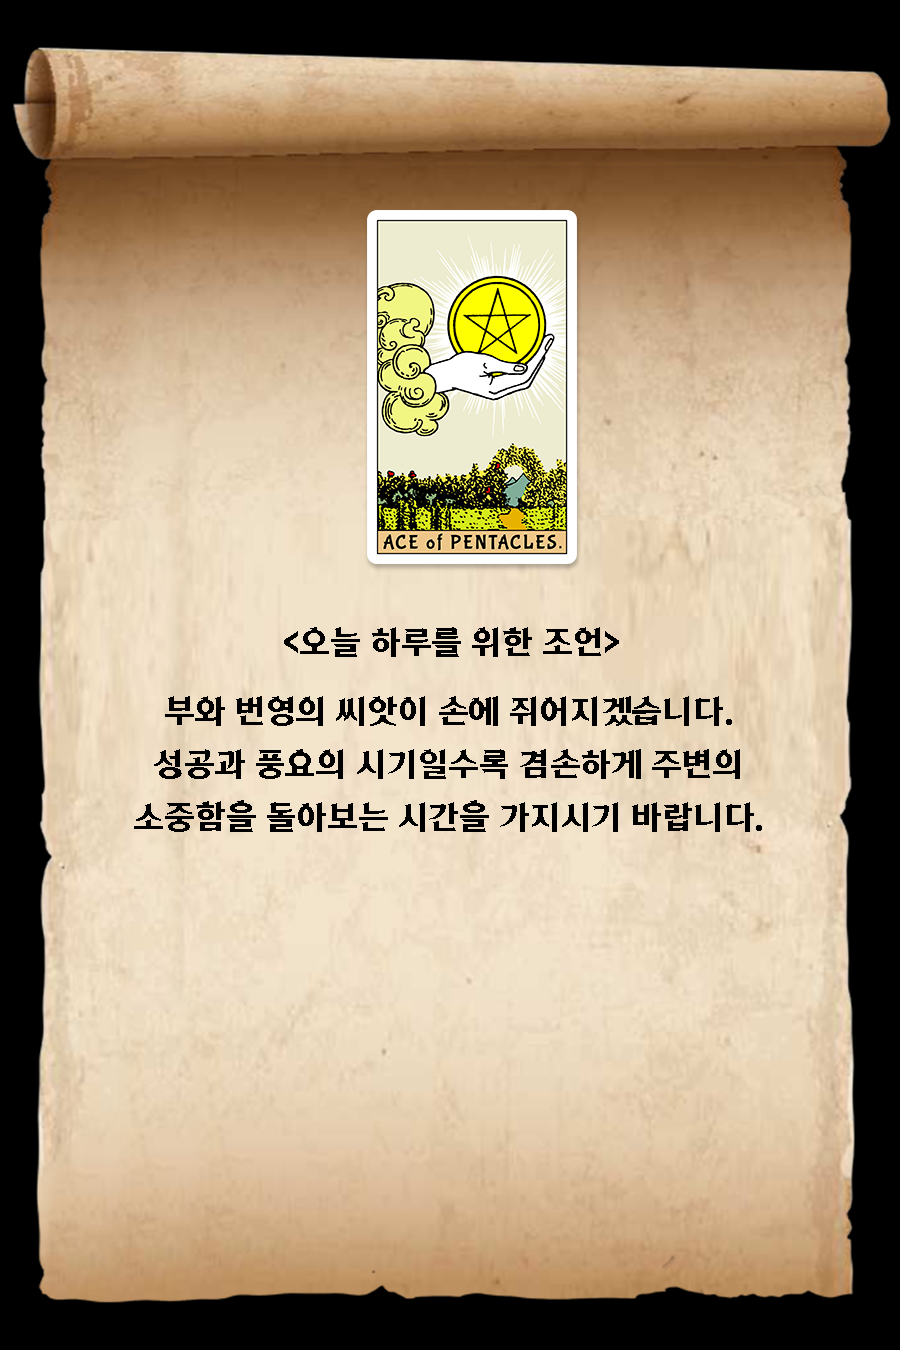 ACE of PENTACLES.
<오늘 하루를 위한 조언>
부와 번영의 씨앗이 손에 쥐어지겠습니다.
성공과 풍요의 시기일수록 겸손하게 주변의
소중함을 돌아보는 시간을 가지시기 바랍니다.